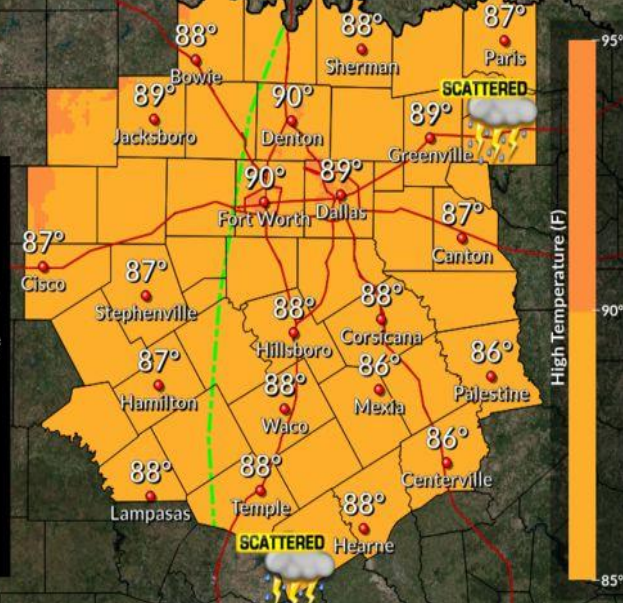 87°
Paris
88°
Sherman
88°
Bowie
95°
SCATTERED
89°
Jacksboro
90°
Denton
89°
Greenville
90°
Fort Worth
89°
Dallas
87°
Canton
87°
Cisco
87°
Stephenville
88°
Hillsboro
88°
Corsicana
90°
High Temperature (F)
87°
Hamilton
88°
Waco
86°
Mexia
86°
Palestine
88°
Lampasas
88°
Temple
86°
Centerville
88°
Hearne
SCATTERED
85°